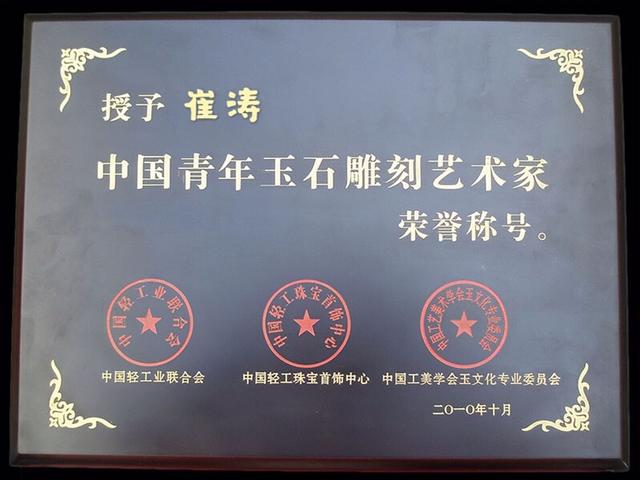 授予 崔涛
中国青年玉石雕刻艺术家
荣誉称号。
中国轻工业联合会
中国轻工珠宝首饰中心
中国工艺美术学会玉文化专业委员会
中国轻工业联合会
中国轻工珠宝首饰中心
中国工美学会玉文化专业委员会
二〇一〇年十月